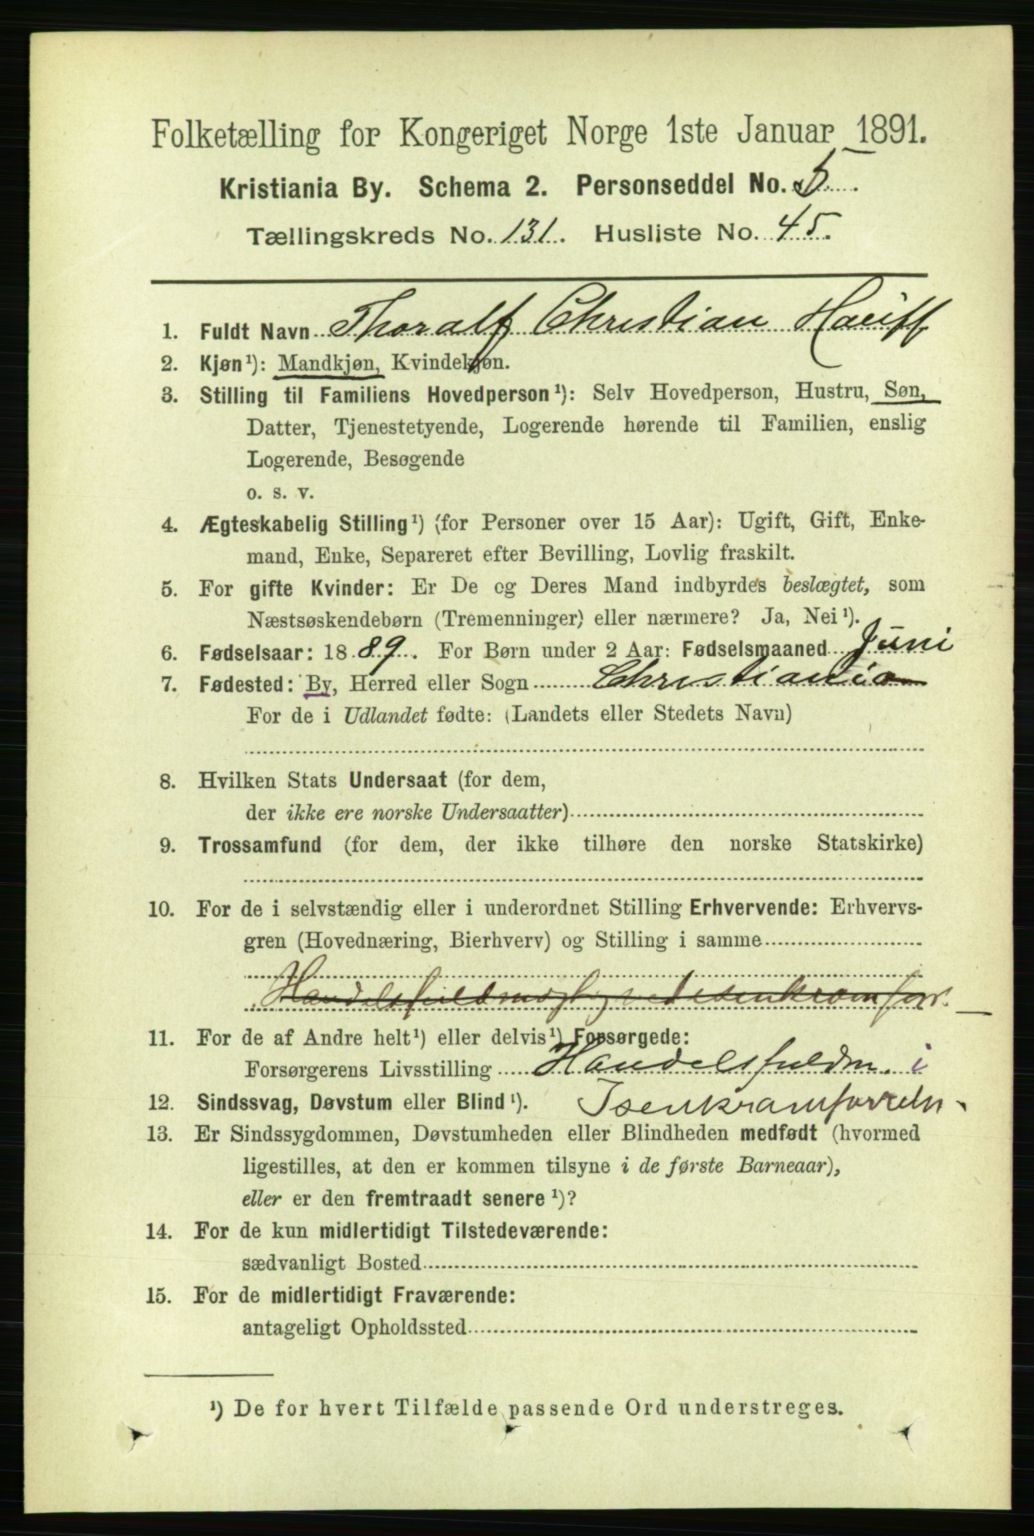 Folketælling for Kongeriget Norge 1ste Januar 1891.
Kristiania By. Schema 2. Personseddel No. 5.
Tællingskreds No. 131. Husliste No. 45.
1. Fuldt Navn Thoralf Christian Hauff
2. Kjøn¹): Mandkjøn, Kvindekjøn.
3. Stilling til Familiens Hovedperson¹): Selv Hovedperson, Hustru, Søn,
Datter, Tjenestetyende, Logerende hørende til Familien, enslig
Logerende, Besøgende
o. s. v.
4. Ægteskabelig Stilling¹) (for Personer over 15 Aar): Ugift, Gift, Enke-
mand, Enke, Separeret efter Bevilling, Lovlig fraskilt.
5. For gifte Kvinder: Er De og Deres Mand indbyrdes beslægtet, som
Næstsøskendebørn (Tremenninger) eller nærmere? Ja, Nei¹).
6. Fødselsaar: 1889. For Børn under 2 Aar: Fødselsmaaned Juni
7. Fødested: By, Herred eller Sogn Christiania
For de i Udlandet fødte: (Landets eller Stedets Navn)
8. Hvilken Stats Undersaat (for dem,
der ikke ere norske Undersaatter)
9. Trossamfund (for dem, der ikke tilhøre den norske Statskirke)
10. For de i selvstændig eller i underordnet Stilling Erhvervende: Erhvervs-
gren (Hovednæring, Bierhverv) og Stilling i samme
11. For de af Andre helt¹) eller delvis¹) Forsørgede:
Forsørgerens Livsstilling Handelsfuldm. i
12. Sindssvag, Døvstum eller Blind¹). Isenkramforretn.
13. Er Sindssygdommen, Døvstumheden eller Blindheden medfødt (hvormed
ligestilles, at den er kommen tilsyne i de første Barneaar),
eller er den fremtraadt senere¹)?
14. For de kun midlertidigt Tilstedeværende:
sædvanligt Bosted
15. For de midlertidigt Fraværende:
antageligt Opholdssted
¹) De for hvert Tilfælde passende Ord understreges.